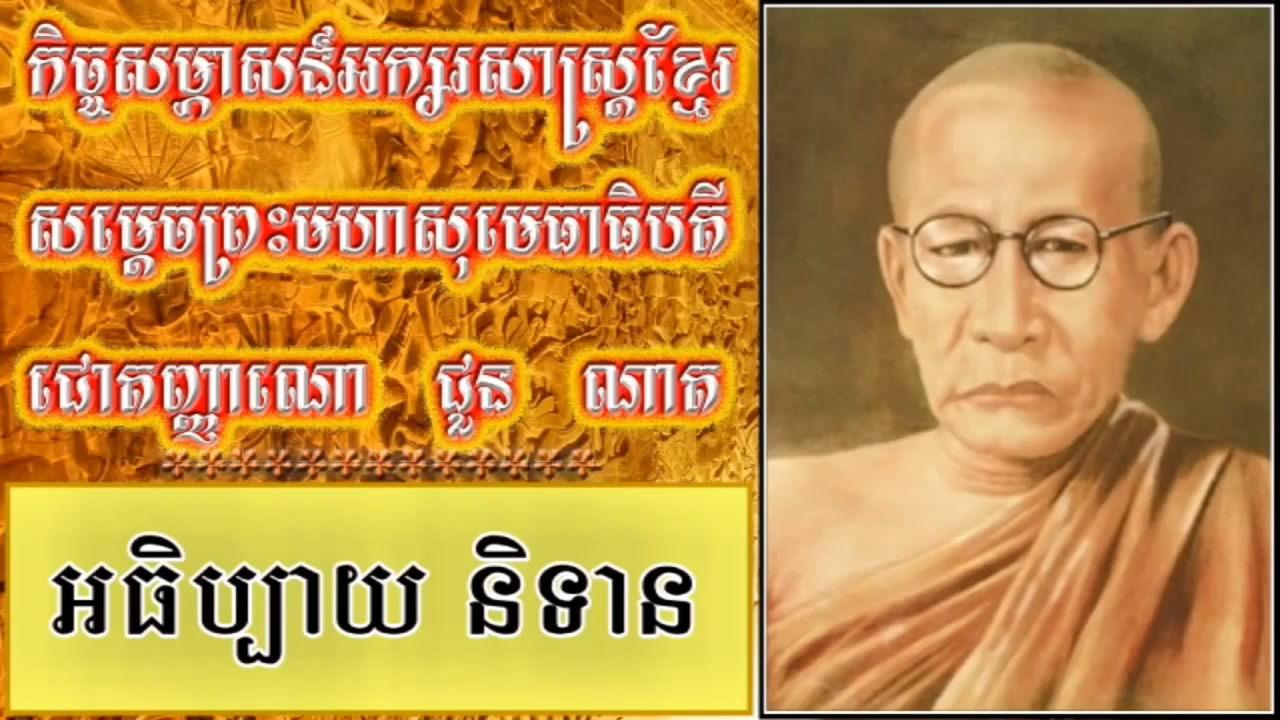 កិច្ចសម្ភាសង៏អក្សរសាស្ត្រខ្មែរ
សម្តេចព្រះមហាសុមេធាធិបតី
ជោតញ្ញាណោ ជួន ណាត
*************
អធិប្បាយ និទាន